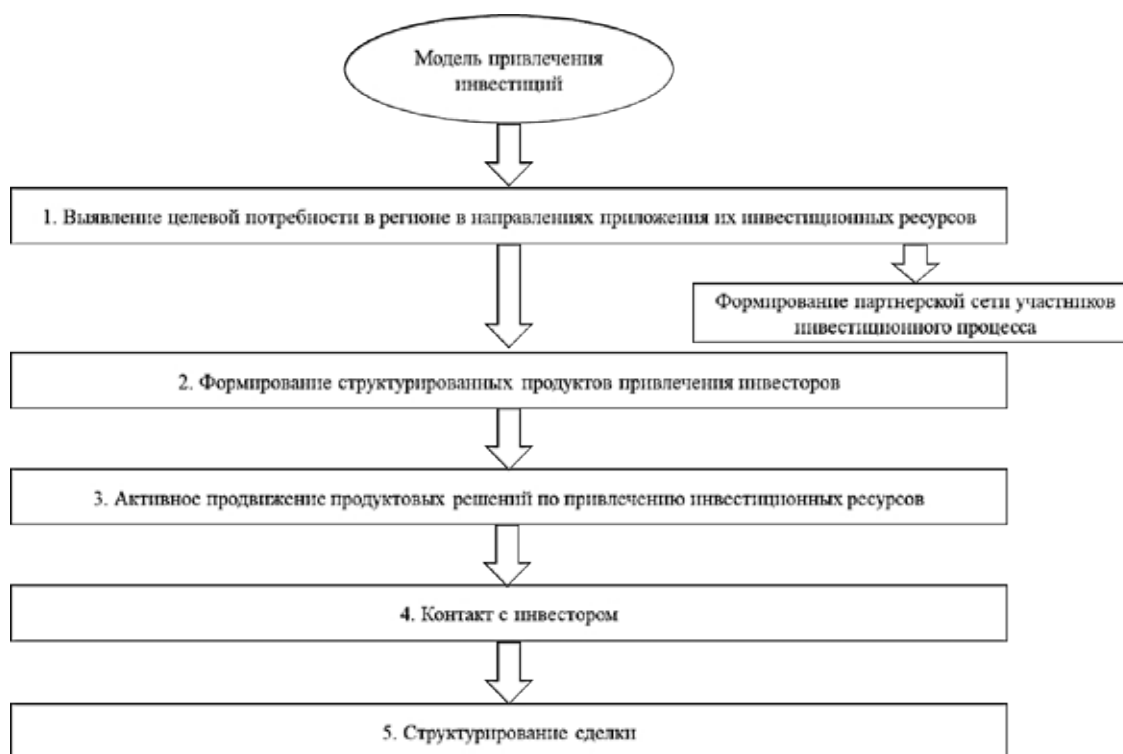 Модель привлечения
инвестиций
1. Выявление целевой потребности в регионе в направлениях приложения их инвестиционных ресурсов
Формирование партнерской сети участников
инвестиционного процесса
2. Формирование структурированных продуктов привлечения инвесторов
3. Активное продвижение продуктовых решений по привлечению инвестиционных ресурсов
4. Контакт с инвестором
5. Структурирование сделки